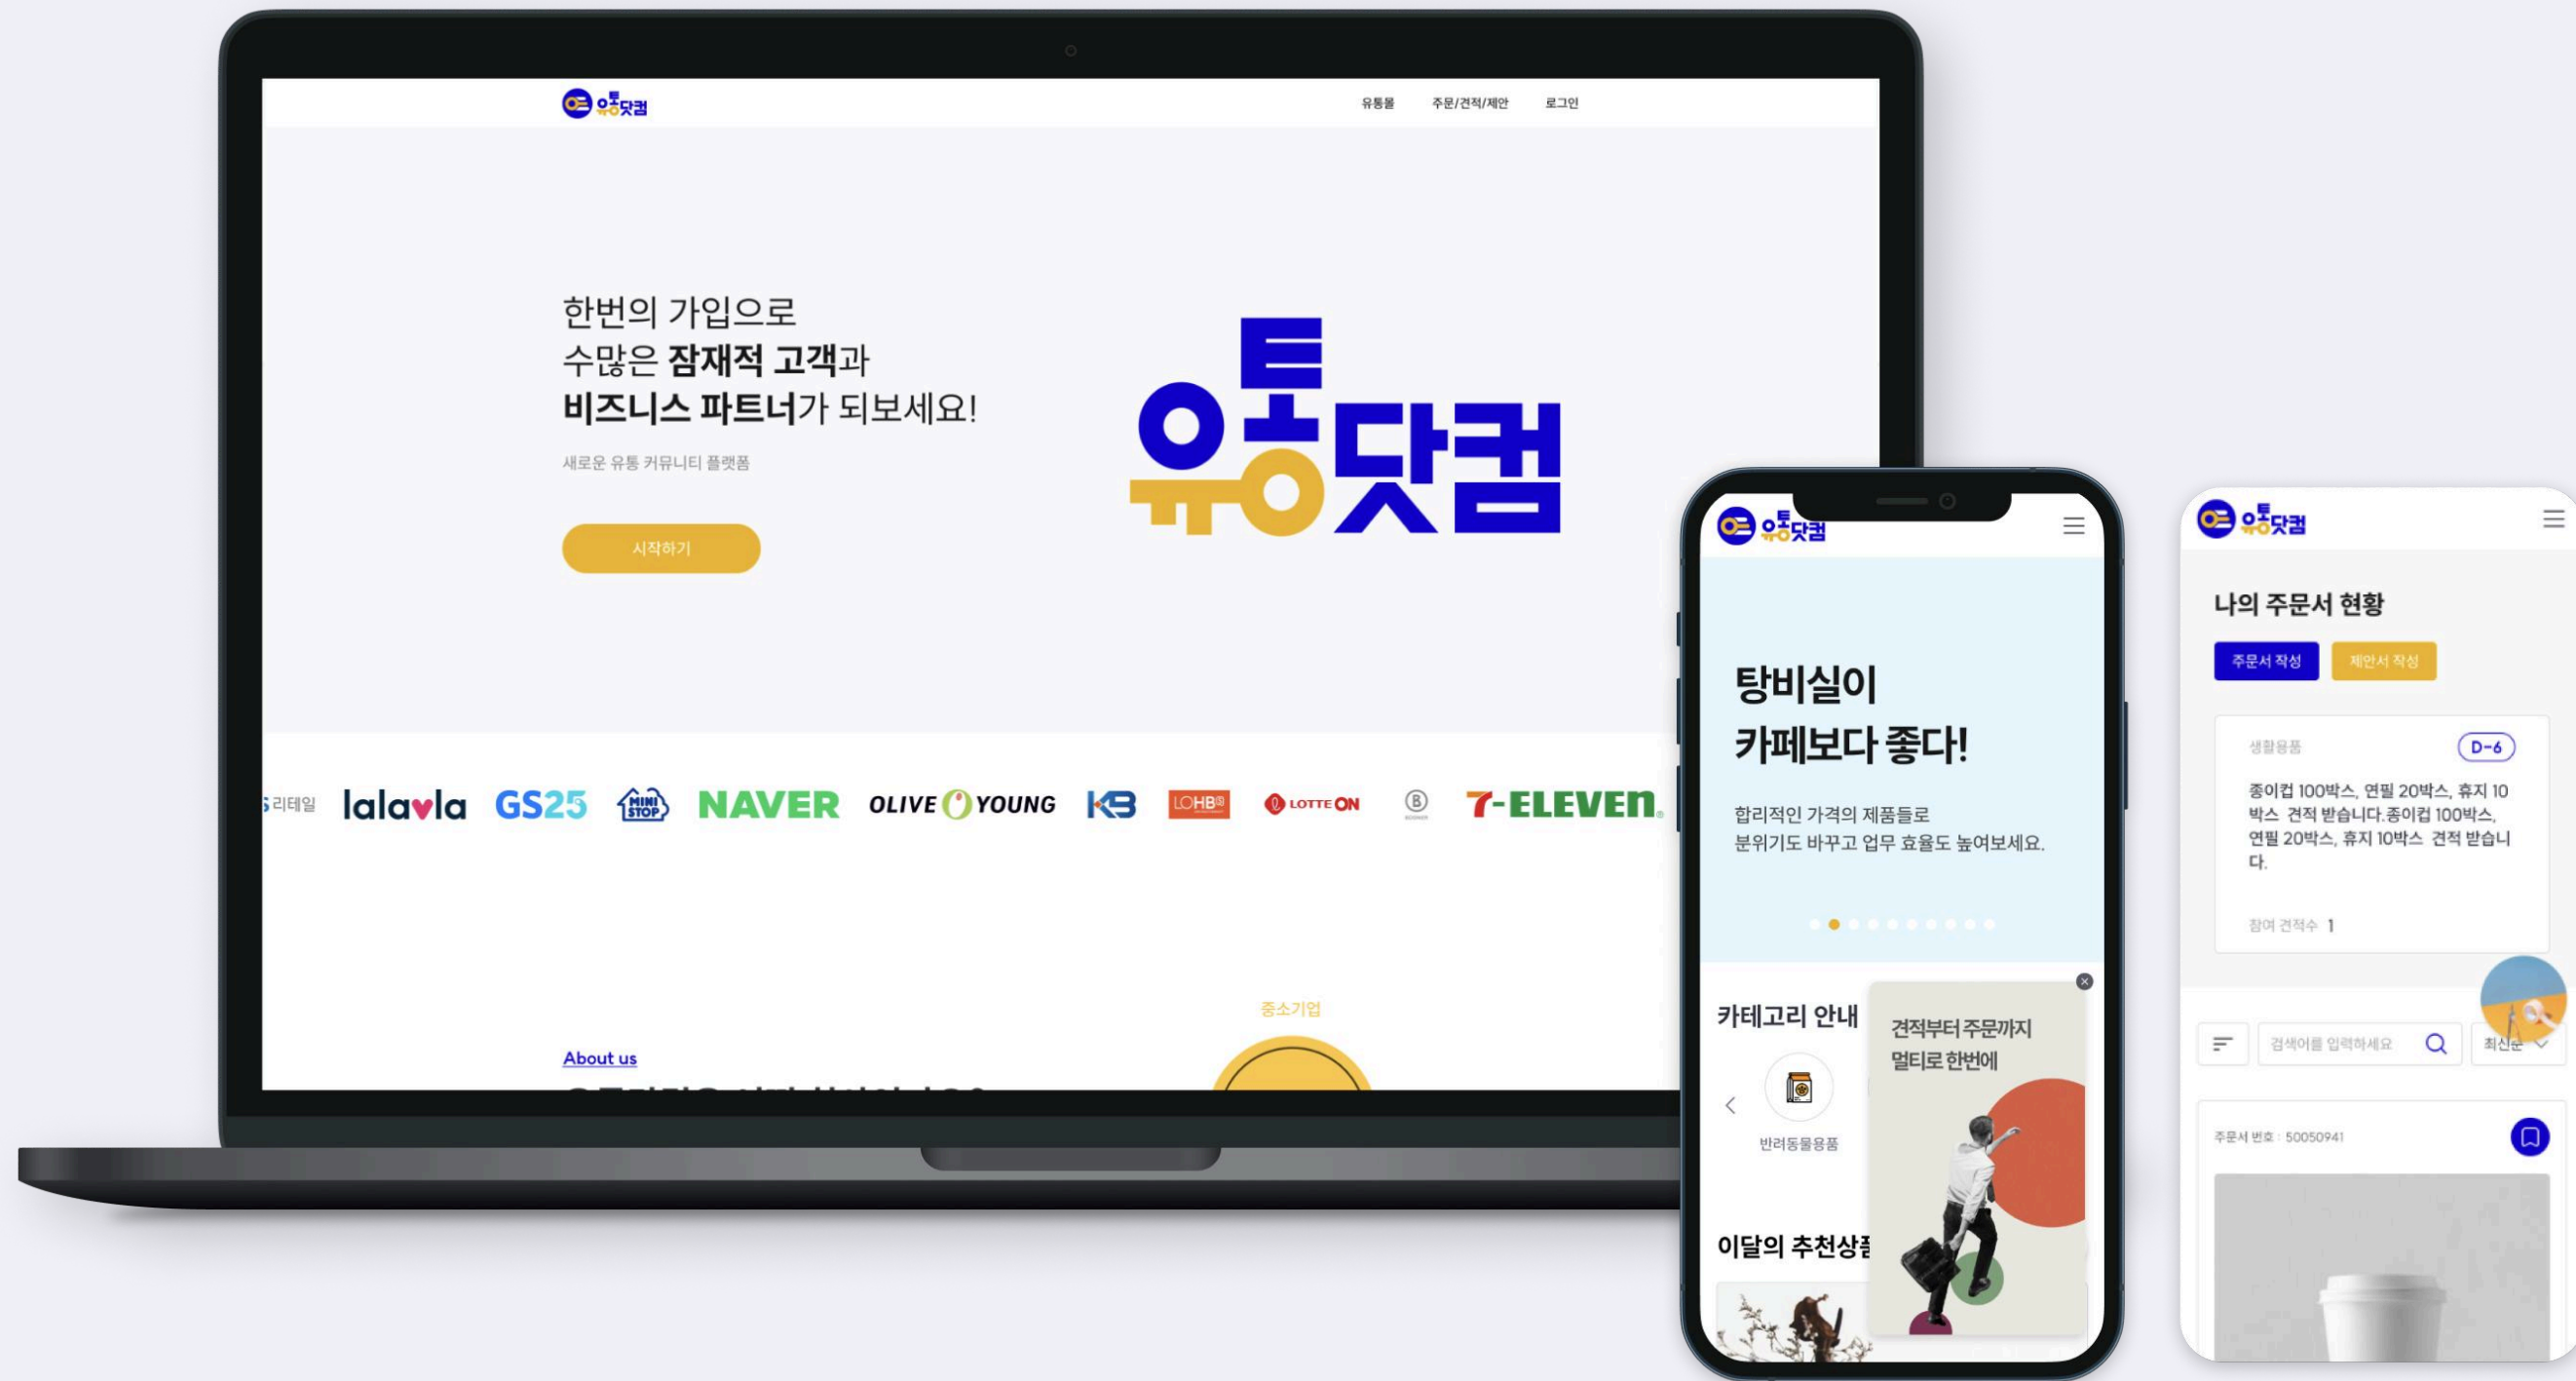 유통닷컴
유통몰 주문/견적/제안 로그인
한번의 가입으로
수많은 잠재적 고객과
비즈니스 파트너가 되보세요!
새로운 유통 커뮤니티 플랫폼
시작하기
유통닷컴
리테일 lalavla GS25 MINI STOP NAVER OLIVE YOUNG KB LOHBs LOTTE ON B 7-ELEVEn
중소기업
About us
유통닷컴
탕비실이
카페보다 좋다!
합리적인 가격의 제품들로
분위기도 바꾸고 업무 효율도 높여보세요.
카테고리 안내
반려동물용품
견적부터 주문까지
멀티로 한번에
이달의 추천상품
유통닷컴
나의 주문서 현황
주문서 작성 제안서 작성
생활용품 D-6
종이컵 100박스, 연필 20박스, 휴지 10
박스 견적 받습니다.종이컵 100박스,
연필 20박스, 휴지 10박스 견적 받습니
다.
참여 견적수 1
검색어를 입력하세요 최신순
주문서 번호 : 50050941